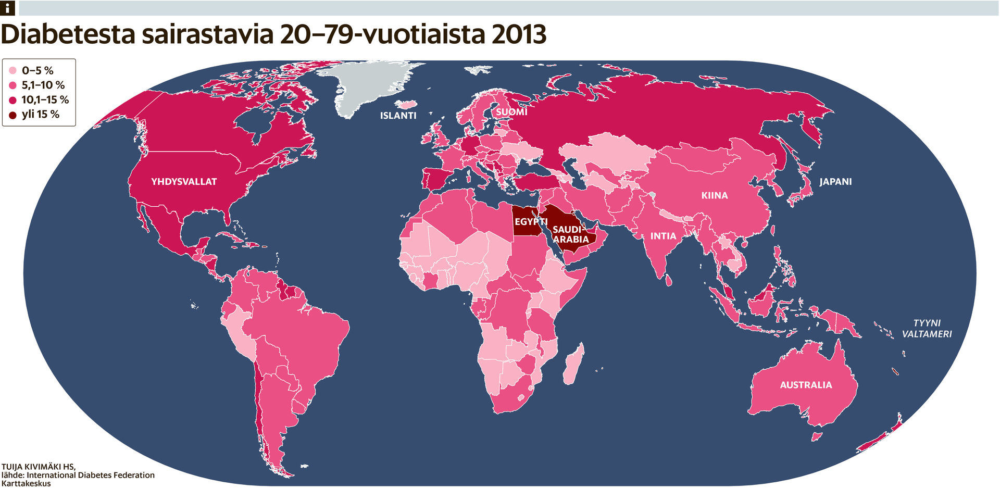 i
Diabetesta sairastavia 20–79-vuotiaista 2013
0–5 %
5,1–10 %
10,1–15 %
yli 15 %
ISLANTI
SUOMI
YHDYSVALLAT
JAPANI
KIINA
EGYPTI
SAUDI-
ARABIA
INTIA
TYYNI
VALTAMERI
AUSTRALIA
TUIJA KIVIMÄKI HS,
lähde: International Diabetes Federation
Karttakeskus